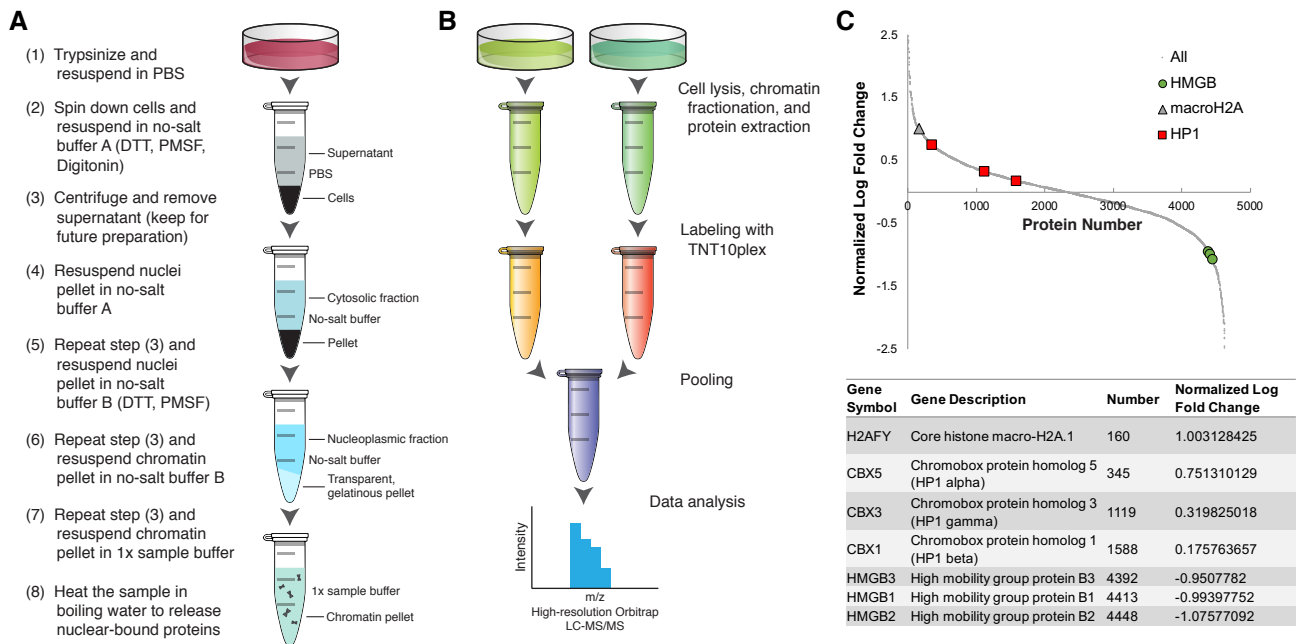 A
(1) Trypsinize and
resuspend in PBS
(2) Spin down cells and
resuspend in no-salt
buffer A (DTT, PMSF,
Digitonin)
(3) Centrifuge and remove
supernatant (keep for
future preparation)
(4) Resuspend nuclei
pellet in no-salt
buffer A
(5) Repeat step (3) and
resuspend nuclei
pellet in no-salt
buffer B (DTT, PMSF)
(6) Repeat step (3) and
resuspend chromatin
pellet in no-salt buffer B
(7) Repeat step (3) and
resuspend chromatin
pellet in 1x sample buffer
(8) Heat the sample in
boiling water to release
nuclear-bound proteins
Supernatant
PBS
Cells
Cytosolic fraction
No-salt buffer
Pellet
Nucleoplasmic fraction
No-salt buffer
Transparent,
gelatinous pellet
1x sample buffer
Chromatin pellet
B
Cell lysis, chromatin
fractionation, and
protein extraction
Labeling with
TNT10plex
Pooling
Data analysis
Intensity
m/z
High-resolution Orbitrap
LC-MS/MS
C
Normalized Log Fold Change
2.5
1.5
0.5
-0.5
-1.5
-2.5
0 1000 2000 3000 4000 5000
Protein Number
All
HMGB
macroH2A
HP1
Gene Symbol Gene Description Number Normalized Log Fold Change
H2AFY Core histone macro-H2A.1 160 1.003128425
CBX5 Chromobox protein homolog 5 (HP1 alpha) 345 0.751310129
CBX3 Chromobox protein homolog 3 (HP1 gamma) 1119 0.319825018
CBX1 Chromobox protein homolog 1 (HP1 beta) 1588 0.175763657
HMGB3 High mobility group protein B3 4392 -0.9507782
HMGB1 High mobility group protein B1 4413 -0.99397752
HMGB2 High mobility group protein B2 4448 -1.07577092